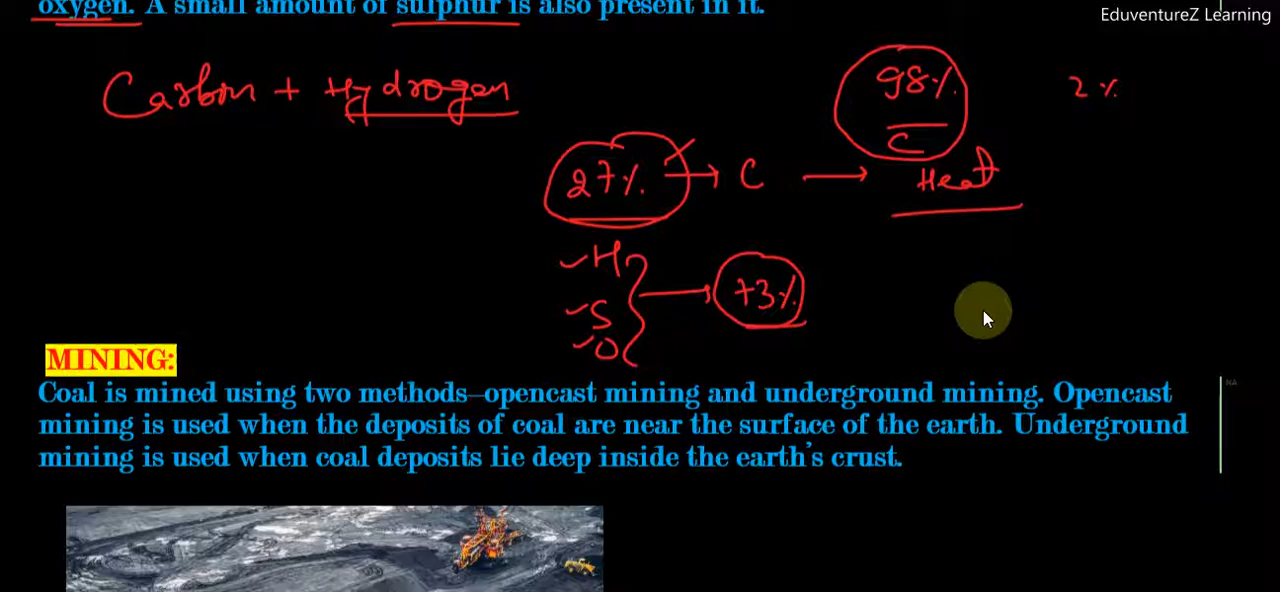 oxygen. A small amount of sulphur is also present in it.
EduventureZ Learning
Carbon + Hydrogen
98%
C
2%
27% → C → Heat
H2
S
O
73%
MINING:
Coal is mined using two methods–opencast mining and underground mining. Opencast
mining is used when the deposits of coal are near the surface of the earth. Underground
mining is used when coal deposits lie deep inside the earth's crust.
NA